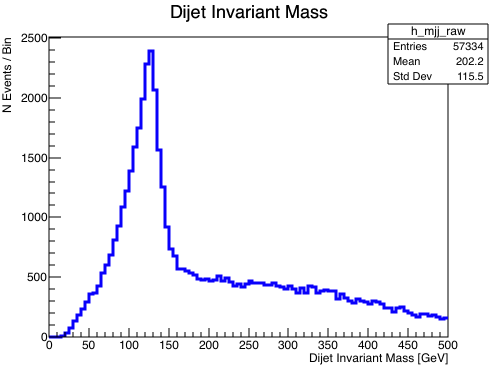 Dijet Invariant Mass
h_mjj_raw
Entries 57334
Mean 202.2
Std Dev 115.5
N Events / Bin
2500
2000
1500
1000
500
0
0 50 100 150 200 250 300 350 400 450 500
Dijet Invariant Mass [GeV]